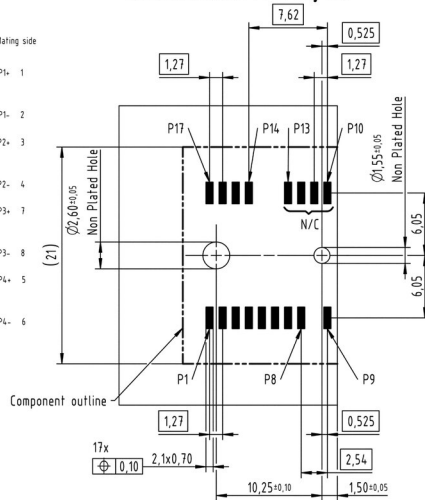 7,62
0,525
1,27
1,27
ating side
P1+ 1
P1- 2
P2+ 3
P2- 4
P3+ 7
P3- 8
P4+ 5
P4- 6
P17
P14
P13
P10
Ø1,55±0,05
Non Plated Hole
N/C
Ø2,60±0,05
Non Plated Hole
(21)
6,05
6,05
P1
P8
P9
Component outline
1,27
0,525
17x
⌖ 0,10
2,1x0,70
2,54
10,25±0,10
1,50±0,05